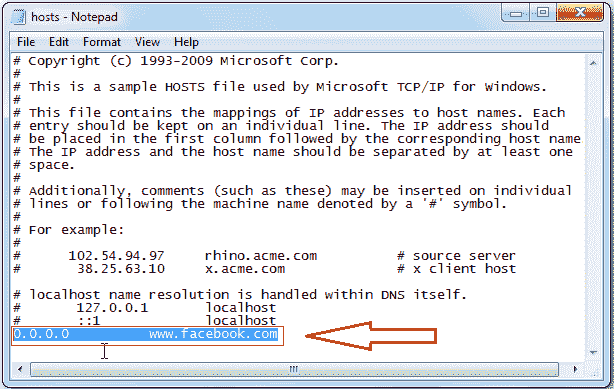 hosts - Notepad
File Edit Format View Help
# Copyright (c) 1993-2009 Microsoft Corp.
#
# This is a sample HOSTS file used by Microsoft TCP/IP for Windows.
#
# This file contains the mappings of IP addresses to host names. Each
# entry should be kept on an individual line. The IP address should
# be placed in the first column followed by the corresponding host name
# The IP address and the host name should be separated by at least one
# space.
#
# Additionally, comments (such as these) may be inserted on individual
# lines or following the machine name denoted by a '#' symbol.
#
# For example:
#
# 102.54.94.97 rhino.acme.com # source server
# 38.25.63.10 x.acme.com # x client host

# localhost name resolution is handled within DNS itself.
# 127.0.0.1 localhost
# ::1 localhost
0.0.0.0 www.facebook.com